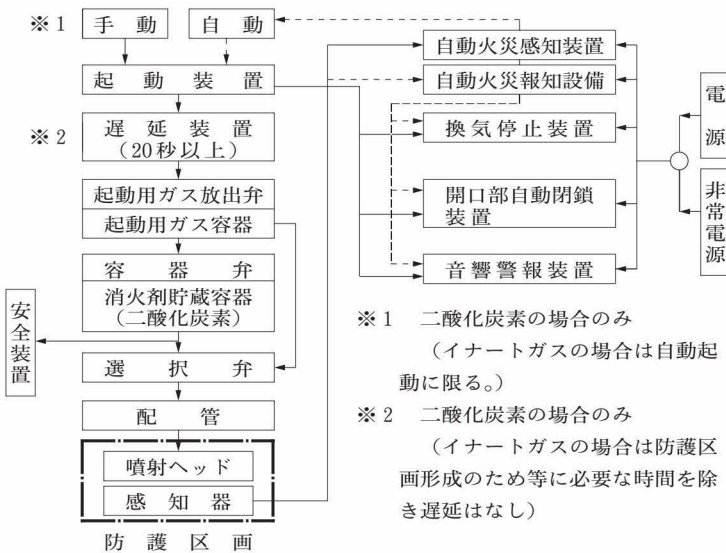 ※1
手動
自動
起動装置
※2
遅延装置
(20秒以上)
起動用ガス放出弁
起動用ガス容器
容器弁
消火剤貯蔵容器
(二酸化炭素)
安全装置
選択弁
配管
噴射ヘッド
感知器
防護区画
自動火災感知装置
自動火災報知設備
換気停止装置
開口部自動閉鎖
装置
音響警報装置
電源
非常電源
※1 二酸化炭素の場合のみ
(イナートガスの場合は自動起
動に限る。)
※2 二酸化炭素の場合のみ
(イナートガスの場合は防護区
画形成のため等に必要な時間を除
き遅延はなし)